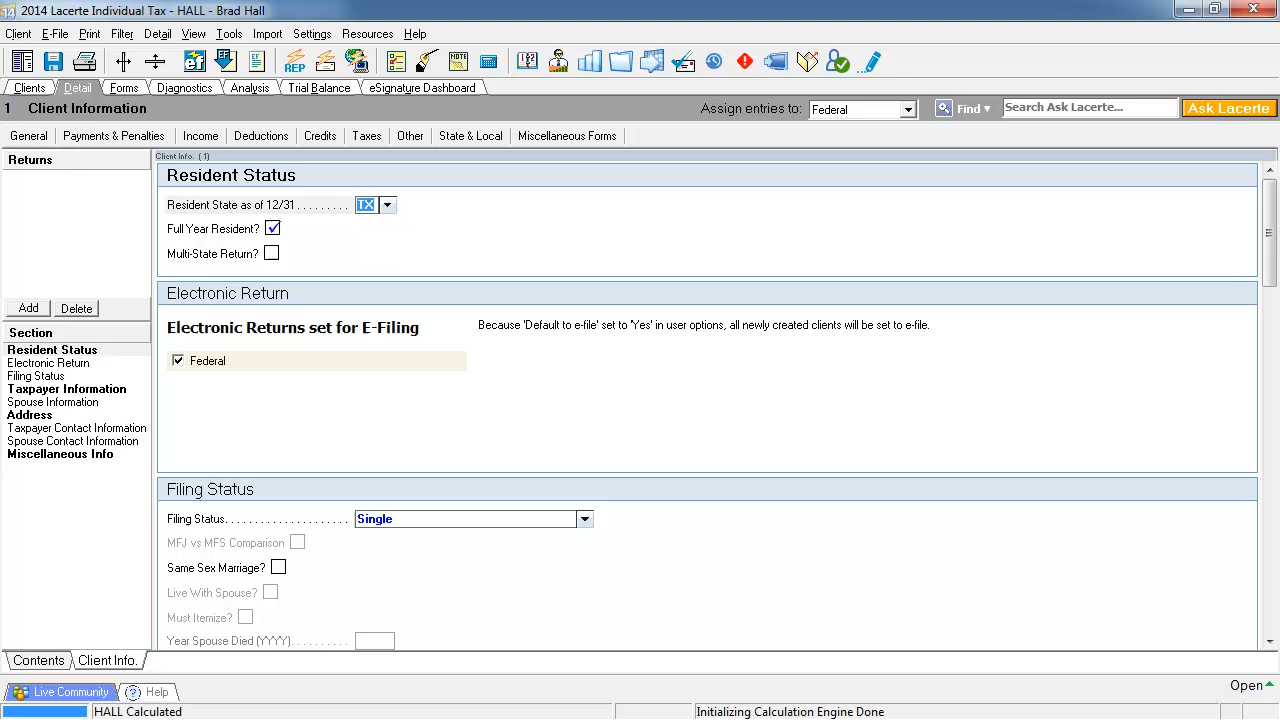 2014 Lacerte Individual Tax - HALL - Brad Hall
Client E-File Print Filter Detail View Tools Import Settings Resources Help
Clients Detail Forms Diagnostics Analysis Trial Balance eSignature Dashboard
1 Client Information Assign entries to: Federal Find Search Ask Lacerte... Ask Lacerte
General Payments & Penalties Income Deductions Credits Taxes Other State & Local Miscellaneous Forms
Returns
Add Delete
Section
Resident Status
Electronic Return
Filing Status
Taxpayer Information
Spouse Information
Address
Taxpayer Contact Information
Spouse Contact Information
Miscellaneous Info
Client Info. (1)
Resident Status
Resident State as of 12/31 . . . . . . . . . TX
Full Year Resident?
Multi-State Return?
Electronic Return
Electronic Returns set for E-Filing
Because 'Default to e-file' set to 'Yes' in user options, all newly created clients will be set to e-file.
Federal
Filing Status
Filing Status. . . . . . . . . . . . . . . . . . . . . Single
MFJ vs MFS Comparison
Same Sex Marriage?
Live With Spouse?
Must Itemize?
Year Spouse Died (YYYY). . . . . . . . . .
Contents Client Info.
Live Community Help
Open
HALL Calculated Initializing Calculation Engine Done